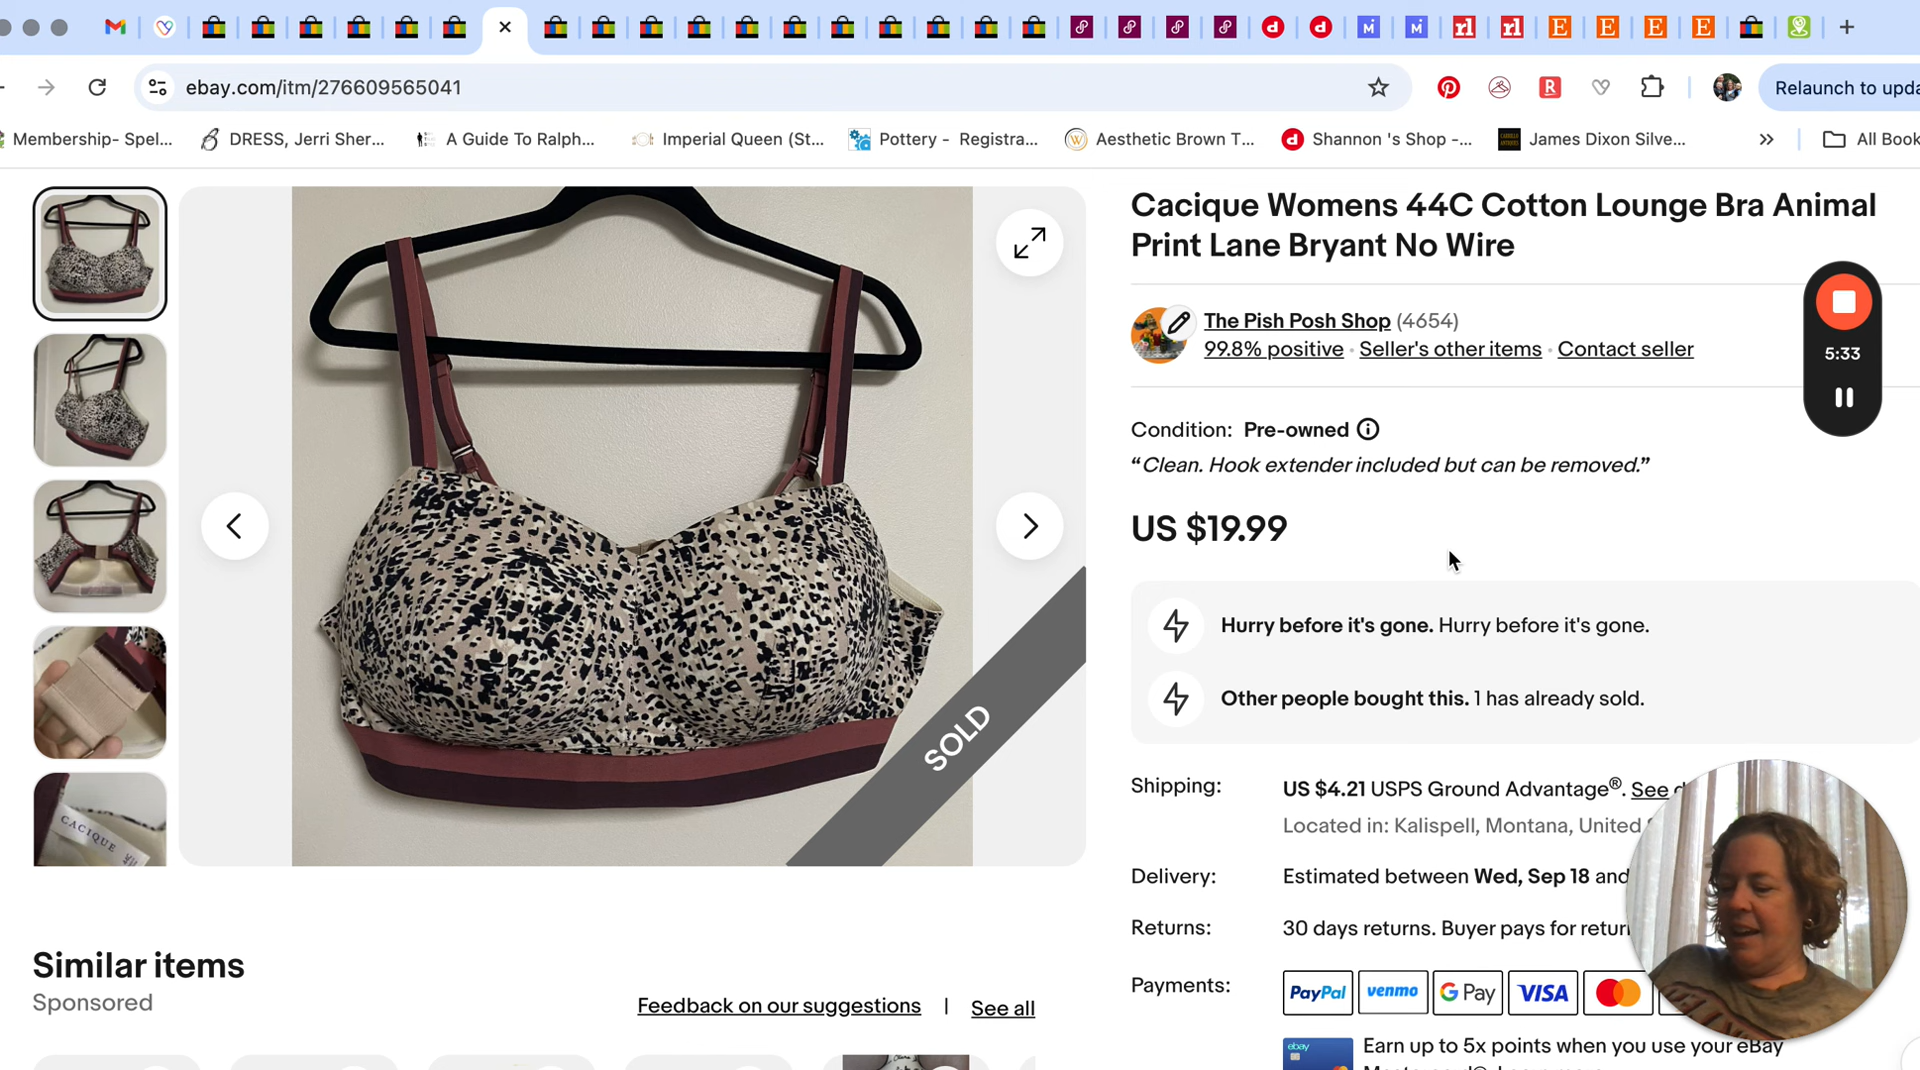 ebay.com/itm/276609565041
Relaunch to upda
Membership- Spel...
DRESS, Jerri Sher...
A Guide To Ralph...
Imperial Queen (St...
Pottery - Registra...
Aesthetic Brown T...
Shannon 's Shop -...
James Dixon Silve...
»
All Book
Cacique Womens 44C Cotton Lounge Bra Animal
Print Lane Bryant No Wire
The Pish Posh Shop (4654)
99.8% positive · Seller's other items · Contact seller
5:33
Condition: Pre-owned
“Clean. Hook extender included but can be removed.”
US $19.99
Hurry before it's gone. Hurry before it's gone.
Other people bought this. 1 has already sold.
SOLD
CACIQUE
Shipping: US $4.21 USPS Ground Advantage®. See d
Located in: Kalispell, Montana, United
Delivery: Estimated between Wed, Sep 18 and
Returns: 30 days returns. Buyer pays for return
Payments: PayPal venmo G Pay VISA
Similar items
Sponsored
Feedback on our suggestions | See all
ebay
Earn up to 5x points when you use your eBay